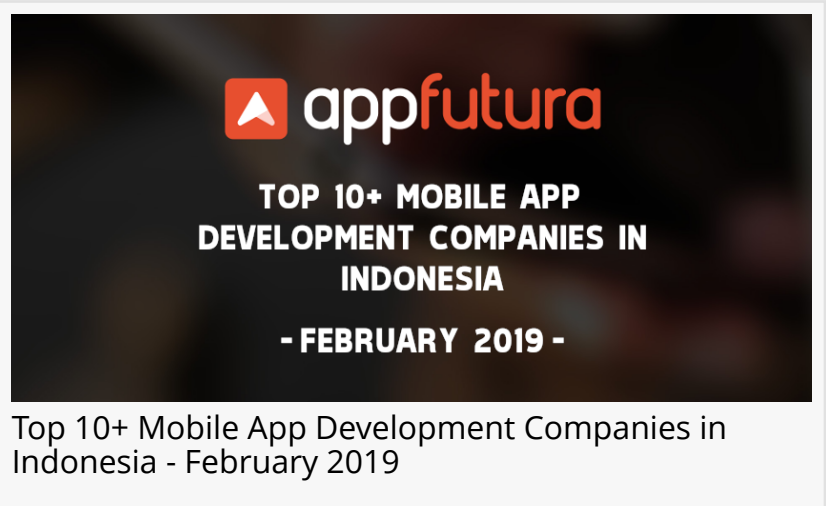 appfutura
TOP 10+ MOBILE APP
DEVELOPMENT COMPANIES IN
INDONESIA
- FEBRUARY 2019 -
Top 10+ Mobile App Development Companies in
Indonesia - February 2019